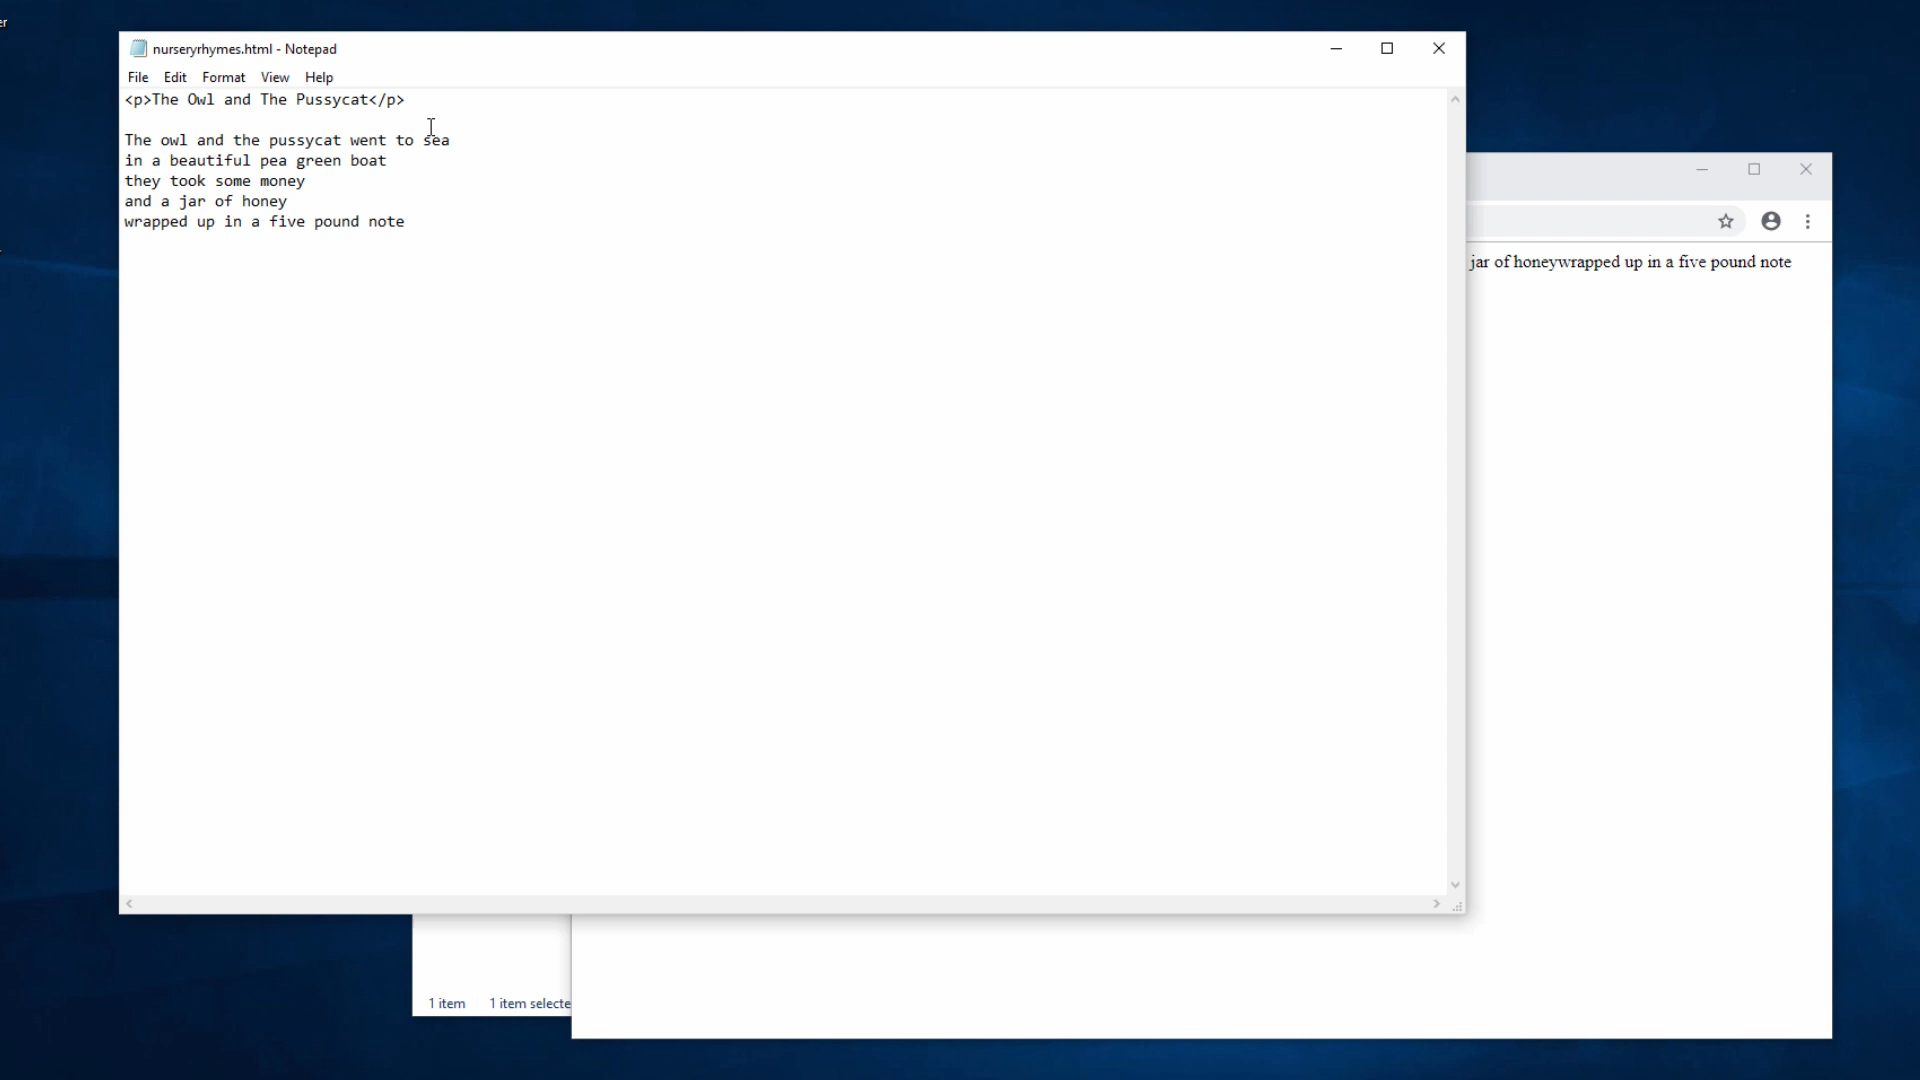 er
nurseryrhymes.html - Notepad
File Edit Format View Help
<p>The Owl and The Pussycat</p>
The owl and the pussycat went to sea
in a beautiful pea green boat
they took some money
and a jar of honey
wrapped up in a five pound note
jar of honeywrapped up in a five pound note
1 item 1 item selecte